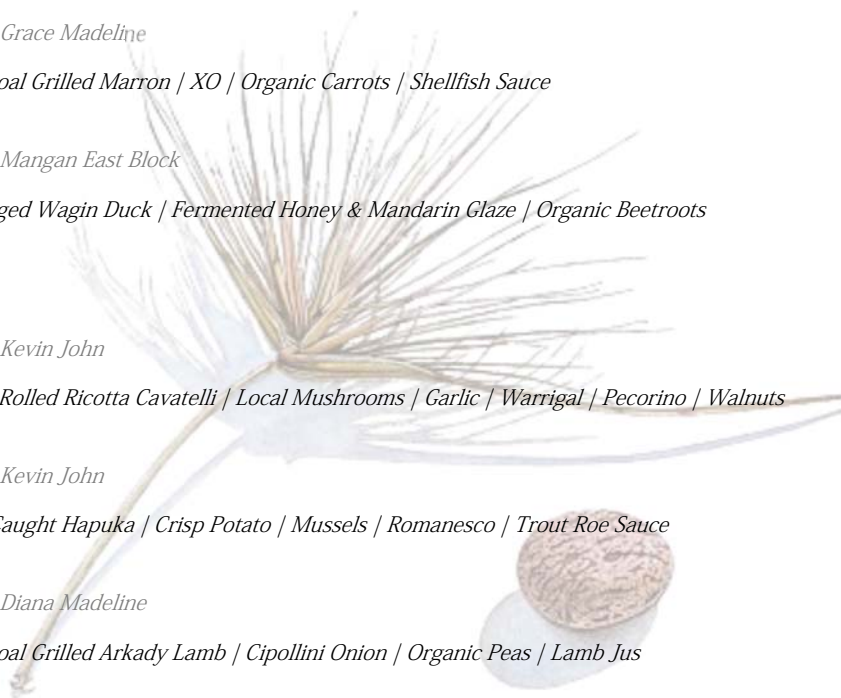 Grace Madeline
oal Grilled Marron | XO | Organic Carrots | Shellfish Sauce
Mangan East Block
ged Wagin Duck | Fermented Honey & Mandarin Glaze | Organic Beetroots
Kevin John
Rolled Ricotta Cavatelli | Local Mushrooms | Garlic | Warrigal | Pecorino | Walnuts
Kevin John
Caught Hapuka | Crisp Potato | Mussels | Romanesco | Trout Roe Sauce
Diana Madeline
oal Grilled Arkady Lamb | Cipollini Onion | Organic Peas | Lamb Jus